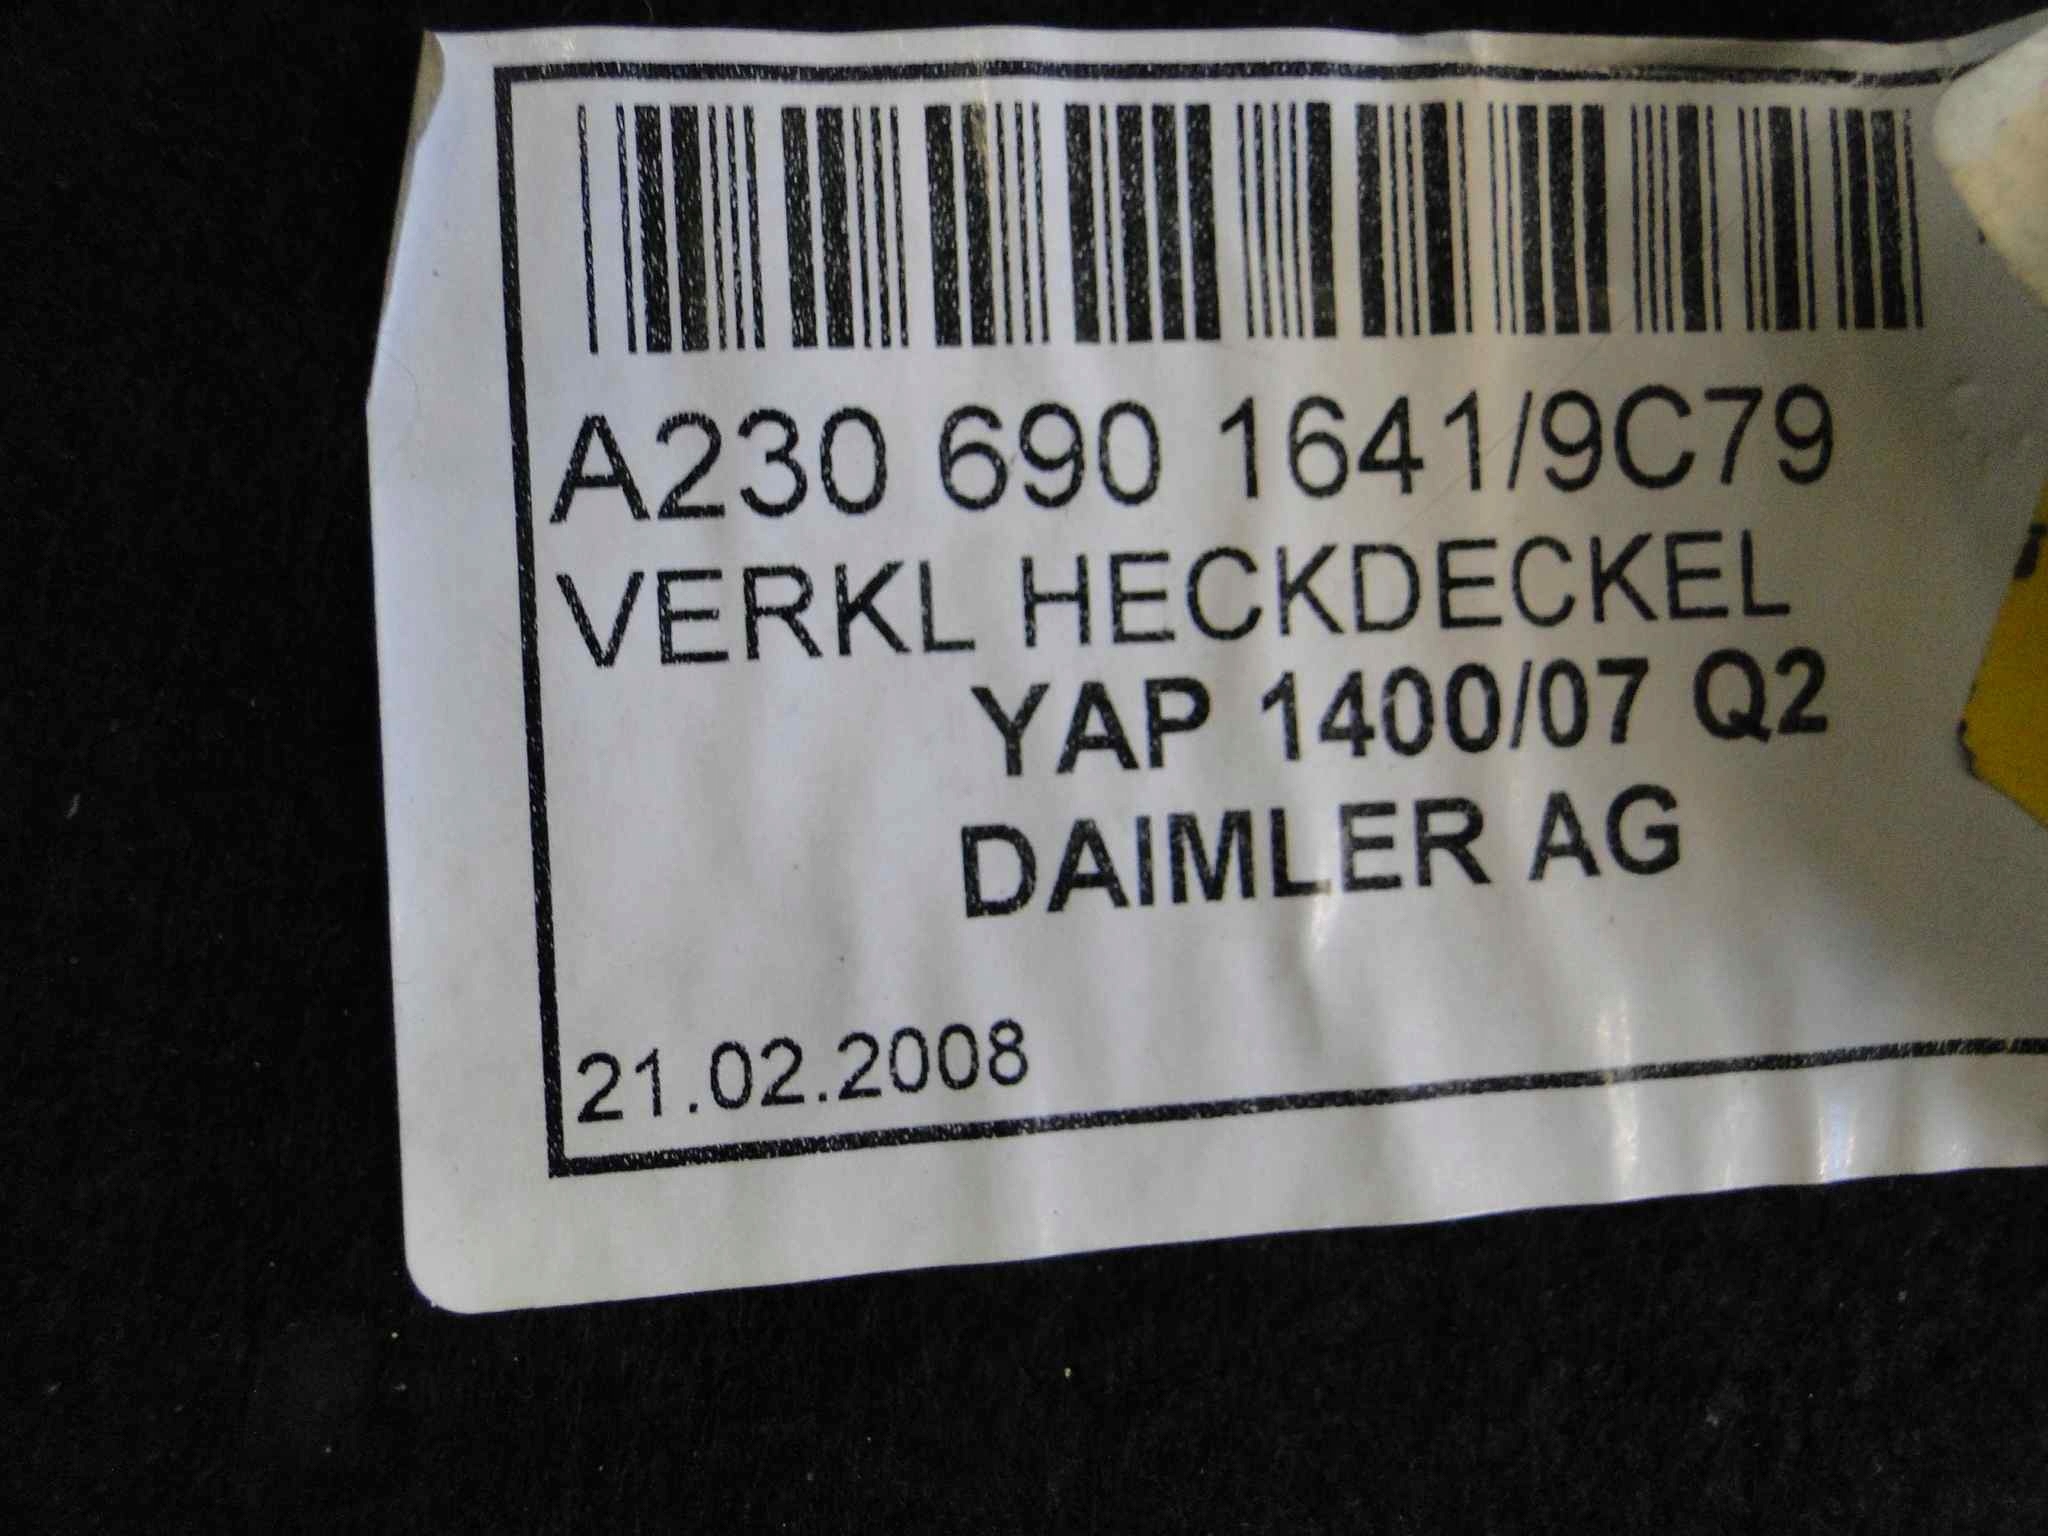 A230 690 1641/9C79
VERKL HECKDECKEL
YAP 1400/07 Q2
DAIMLER AG
21.02.2008